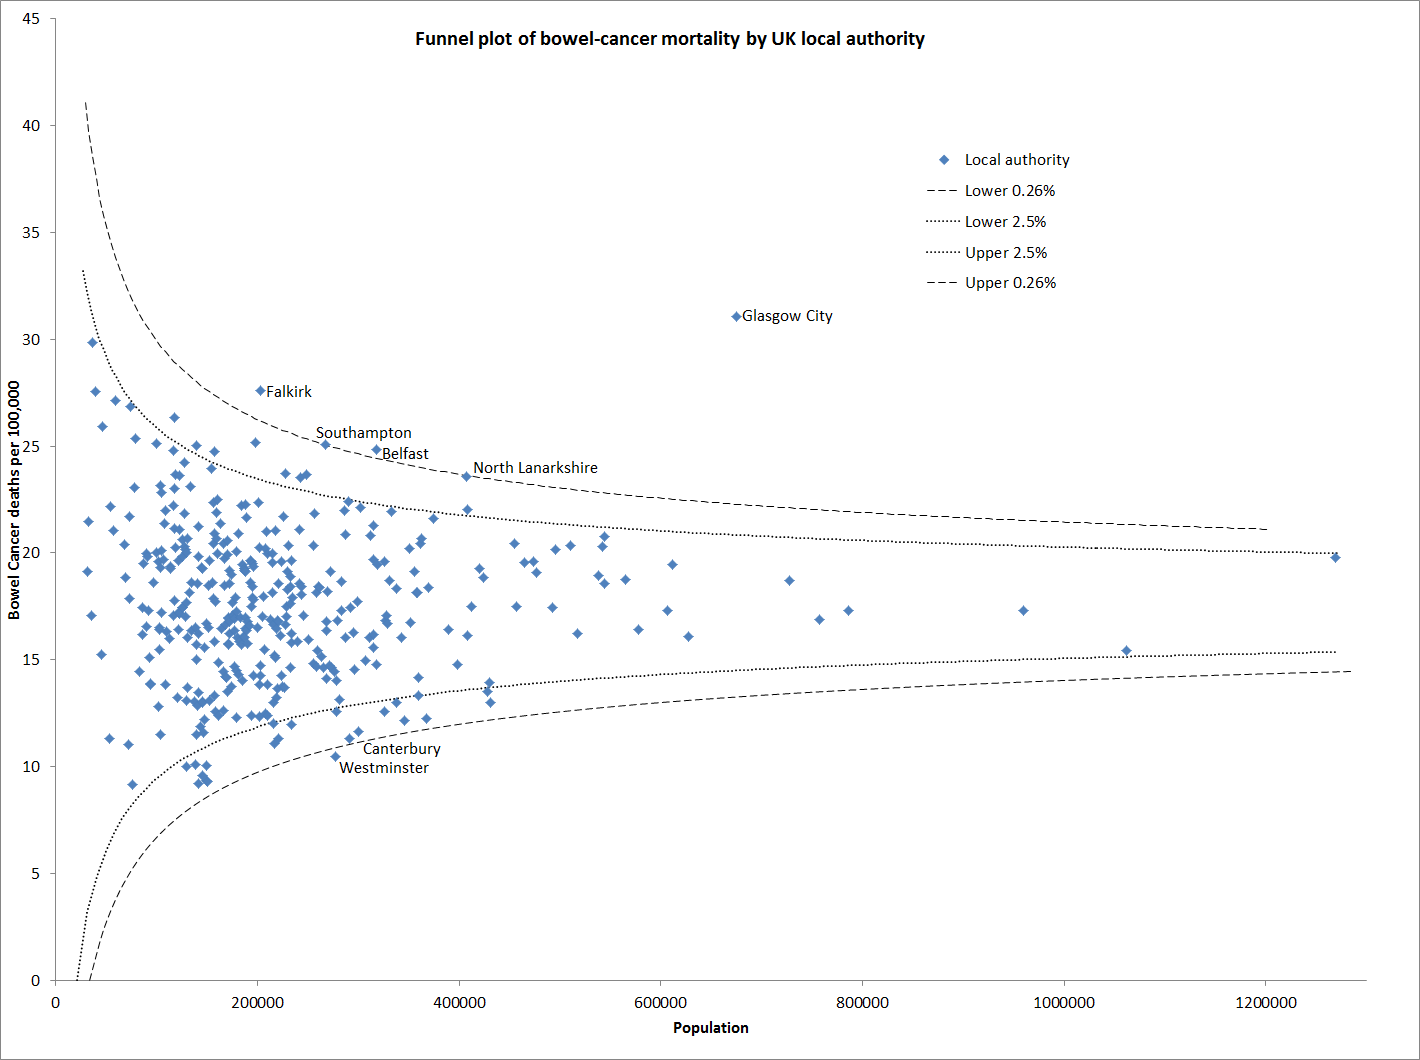 Funnel plot of bowel-cancer mortality by UK local authority
45
40
35
30
25
20
15
10
5
0
Bowel Cancer deaths per 100,000
Local authority
Lower 0.26%
Lower 2.5%
Upper 2.5%
Upper 0.26%
Glasgow City
Falkirk
Southampton
Belfast
North Lanarkshire
Canterbury
Westminster
0 200000 400000 600000 800000 1000000 1200000
Population